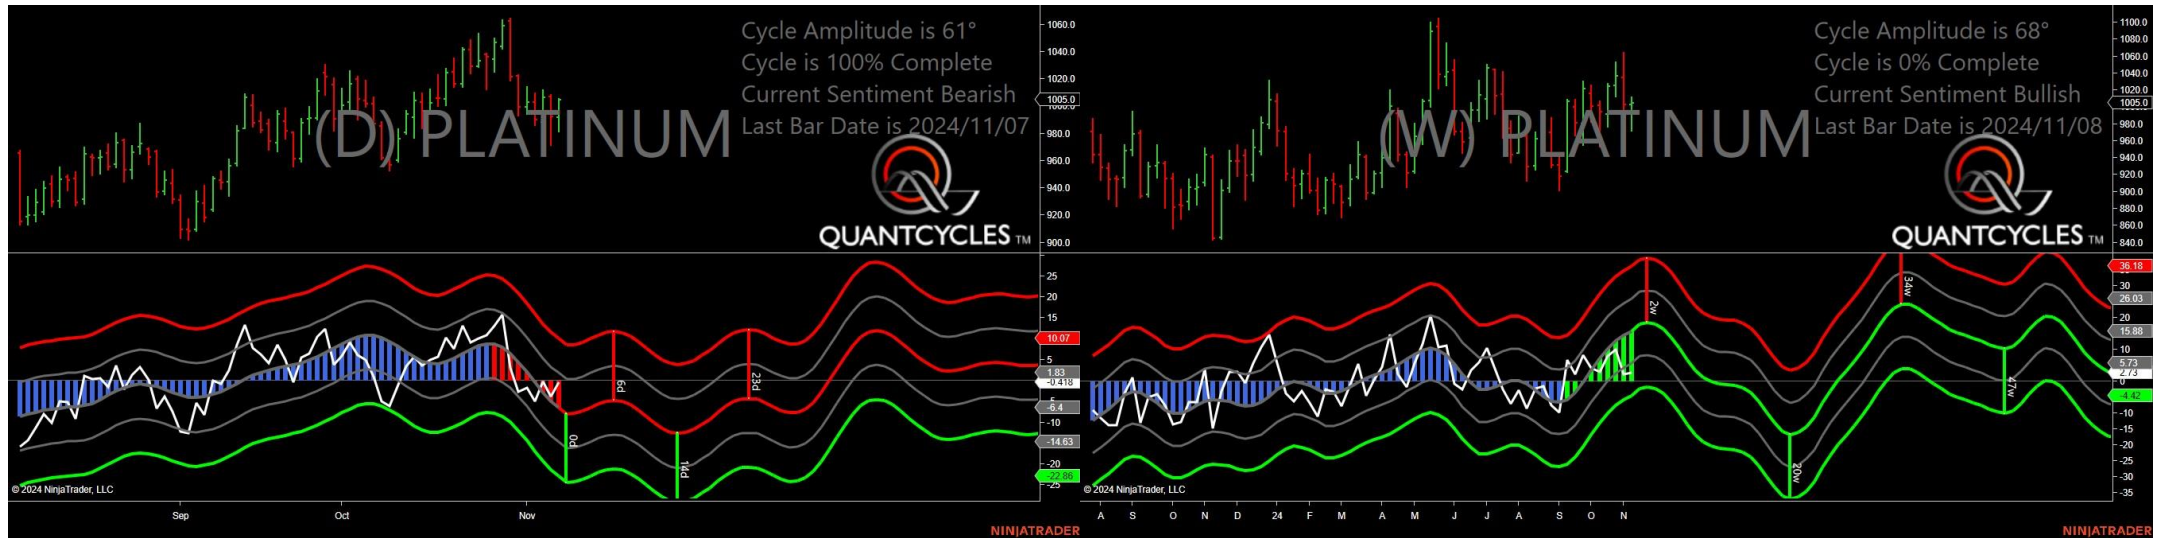 Cycle Amplitude is 61°
Cycle is 100% Complete
Current Sentiment Bearish
Last Bar Date is 2024/11/07
(D) PLATINUM
QUANTCYCLES TM
1060.0
1040.0
1020.0
1005.0
980.0
960.0
940.0
920.0
900.0
25
20
15
10.07
5
1.83
-0.418
-6.4
-10
-14.63
-20
-22.86
-25
6d
23d
0d
14d
© 2024 NinjaTrader, LLC
Sep
Oct
Nov
NINJATRADER
Cycle Amplitude is 68°
Cycle is 0% Complete
Current Sentiment Bullish
Last Bar Date is 2024/11/08
(W) PLATINUM
QUANTCYCLES TM
1100.0
1080.0
1060.0
1040.0
1020.0
1005.0
980.0
960.0
940.0
920.0
900.0
880.0
860.0
840.0
36.18
30
26.03
20
15.88
10
5.73
2.73
0
-4.42
-10
-15
-20
-25
-30
-35
2w
34w
47w
20w
© 2024 NinjaTrader, LLC
A
S
O
N
D
24
F
M
A
M
J
J
A
S
O
N
NINJATRADER